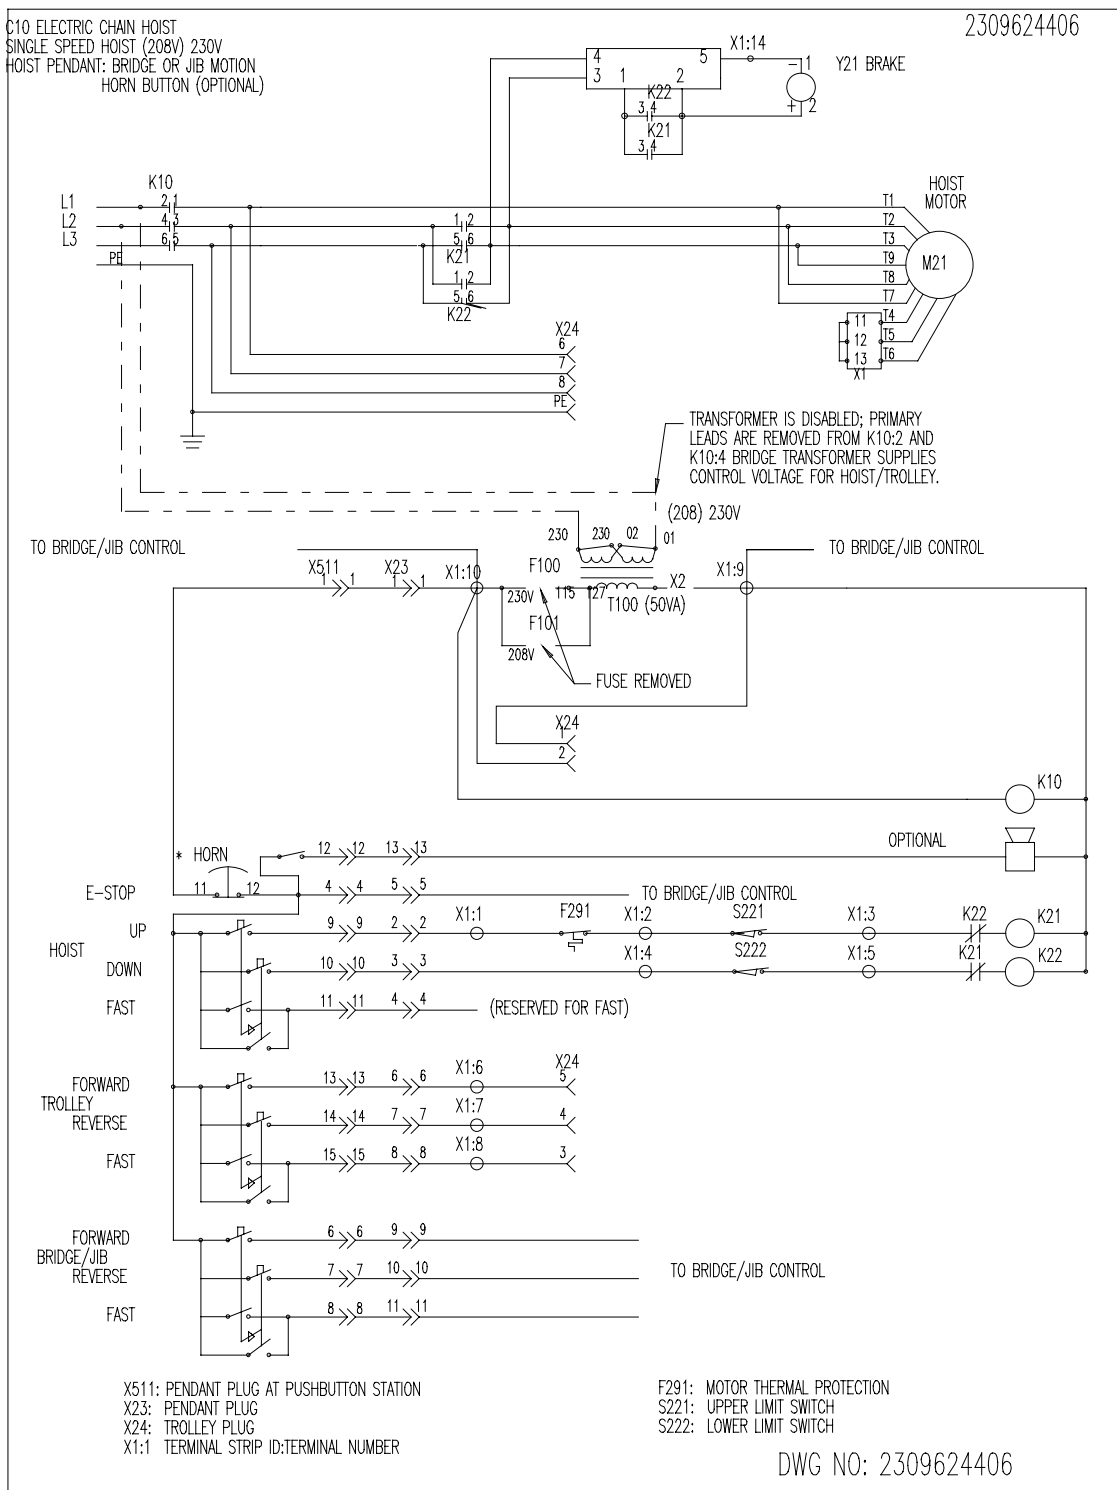 C10 ELECTRIC CHAIN HOIST
SINGLE SPEED HOIST (208V) 230V
HOIST PENDANT: BRIDGE OR JIB MOTION
HORN BUTTON (OPTIONAL)
2309624406
4 5 X1:14
3 1 2
- 1 Y21 BRAKE
+ 2
K22
3 4
K21
3 4
K10
HOIST
MOTOR
L1 2 1 T1
L2 4 3 1 2 T2
L3 6 5 5 6 T3
K21
PE T9
M21
1 2 T8
5 6 T7
K22
11 T4
12 T5
13 T6
X1
X24
6
7
8
PE
TRANSFORMER IS DISABLED; PRIMARY
LEADS ARE REMOVED FROM K10:2 AND
K10:4 BRIDGE TRANSFORMER SUPPLIES
CONTROL VOLTAGE FOR HOIST/TROLLEY.
(208) 230V
230 230 02 01
TO BRIDGE/JIB CONTROL
TO BRIDGE/JIB CONTROL
X511 X23 X1:10 F100 X2 X1:9
1 1 1 1 230V 115 127 T100 (50VA)
F101
208V
FUSE REMOVED
X24
1
2
K10
OPTIONAL
* HORN 12 12 13 13
E-STOP 11 12 4 4 5 5 TO BRIDGE/JIB CONTROL
UP 9 9 2 2 X1:1 F291 X1:2 S221 X1:3 K22 K21
HOIST
DOWN 10 10 3 3 X1:4 S222 X1:5 K21 K22
FAST 11 11 4 4 (RESERVED FOR FAST)
FORWARD 13 13 6 6 X1:6 X24 5
TROLLEY
REVERSE 14 14 7 7 X1:7 4
FAST 15 15 8 8 X1:8 3
FORWARD 6 6 9 9
BRIDGE/JIB
REVERSE 7 7 10 10 TO BRIDGE/JIB CONTROL
FAST 8 8 11 11
X511: PENDANT PLUG AT PUSHBUTTON STATION
X23: PENDANT PLUG
X24: TROLLEY PLUG
X1:1 TERMINAL STRIP ID:TERMINAL NUMBER
F291: MOTOR THERMAL PROTECTION
S221: UPPER LIMIT SWITCH
S222: LOWER LIMIT SWITCH
DWG NO: 2309624406